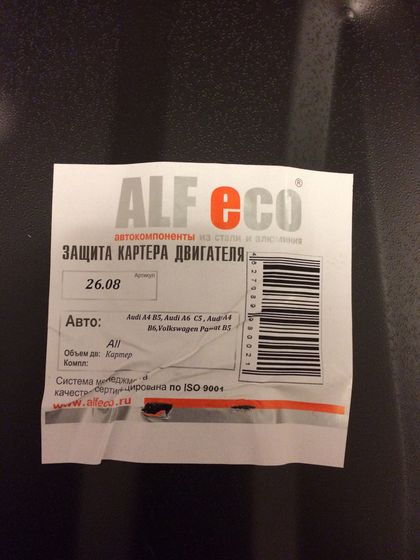 ALF eco ®
автокомпоненты из стали и алюминия
ЗАЩИТА КАРТЕРА ДВИГАТЕЛЯ
Артикул
26.08
Авто: Audi A4 B5, Audi A6 C5, Audi A4
B6,Volkswagen Passat B5
All
Объем дв: Картер
Компл:
Система менеджмента
качества сертифицирована по ISO 9001
www.alfeco.ru